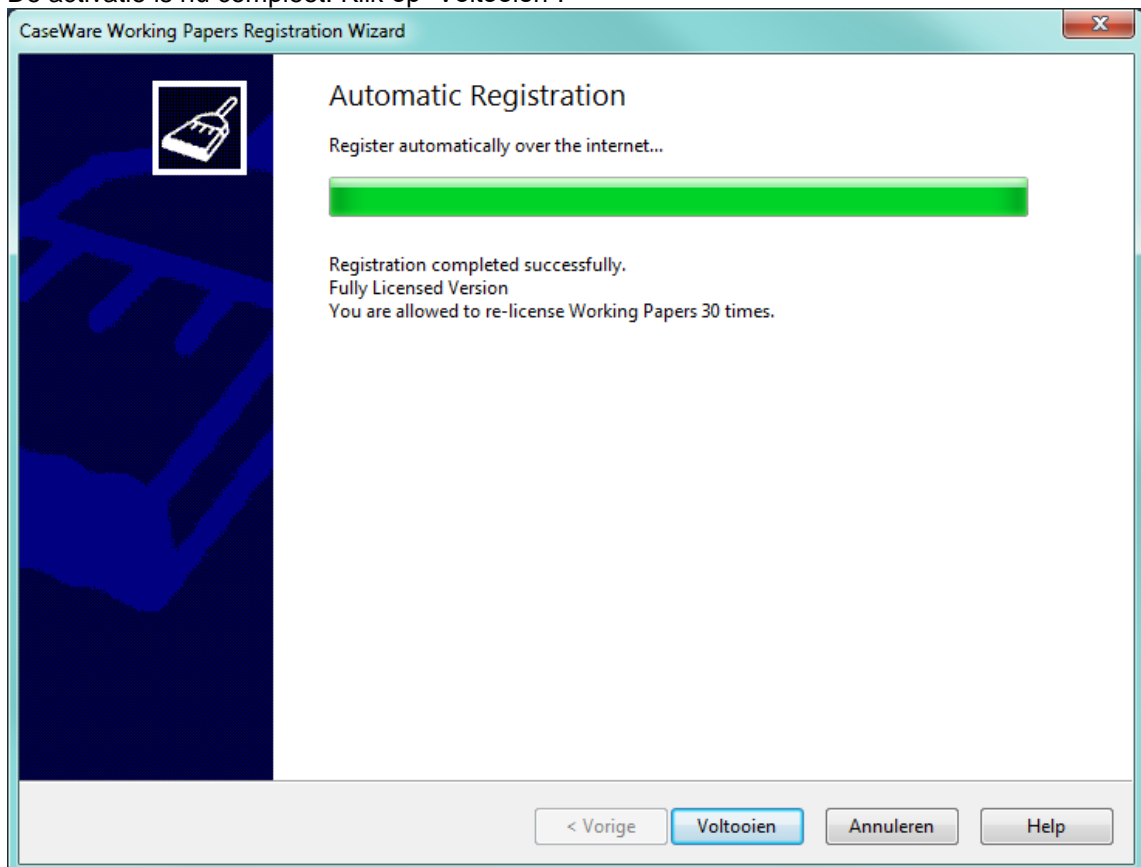 De activatie is nu compleet. Klik op "Voltooien".
CaseWare Working Papers Registration Wizard
Automatic Registration
Register automatically over the internet...
Registration completed successfully.
Fully Licensed Version
You are allowed to re-license Working Papers 30 times.
< Vorige Voltooien Annuleren Help